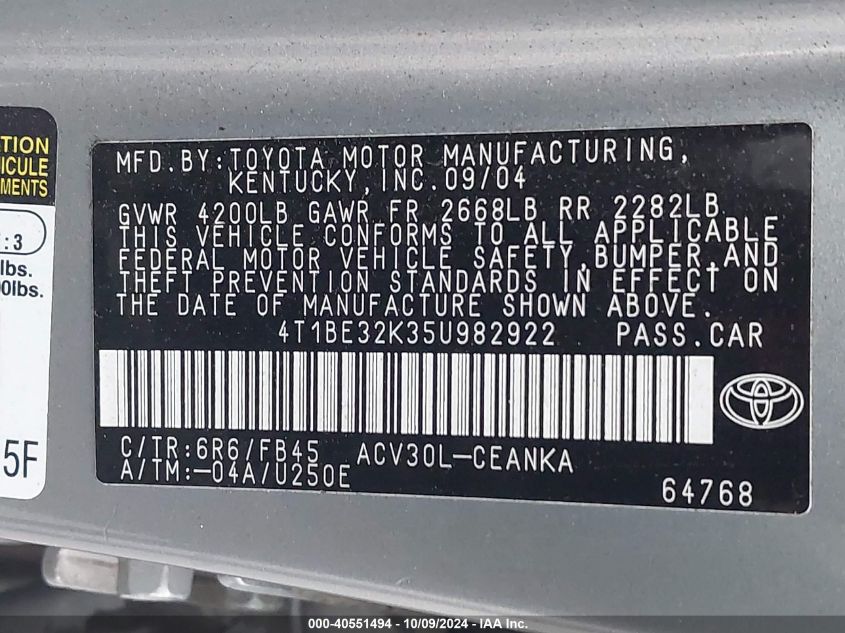 TION
HICULE
MENTS
:3
lbs.
0lbs.
5F
MFD.BY:TOYOTA MOTOR MANUFACTURING,
KENTUCKY,INC.09/04
GVWR 4200LB GAWR FR 2668LB RR 2282LB
THIS VEHICLE CONFORMS TO ALL APPLICABLE
FEDERAL MOTOR VEHICLE SAFETY,BUMPER,AND
THEFT PREVENTION STANDARDS IN EFFECT ON
THE DATE OF MANUFACTURE SHOWN ABOVE.
4T1BE32K35U982922 PASS.CAR
C/TR:6R6/FB45 ACV30L-CEANKA
A/TM:-04A/U250E
64768
000-40551494 - 10/09/2024 - IAA Inc.